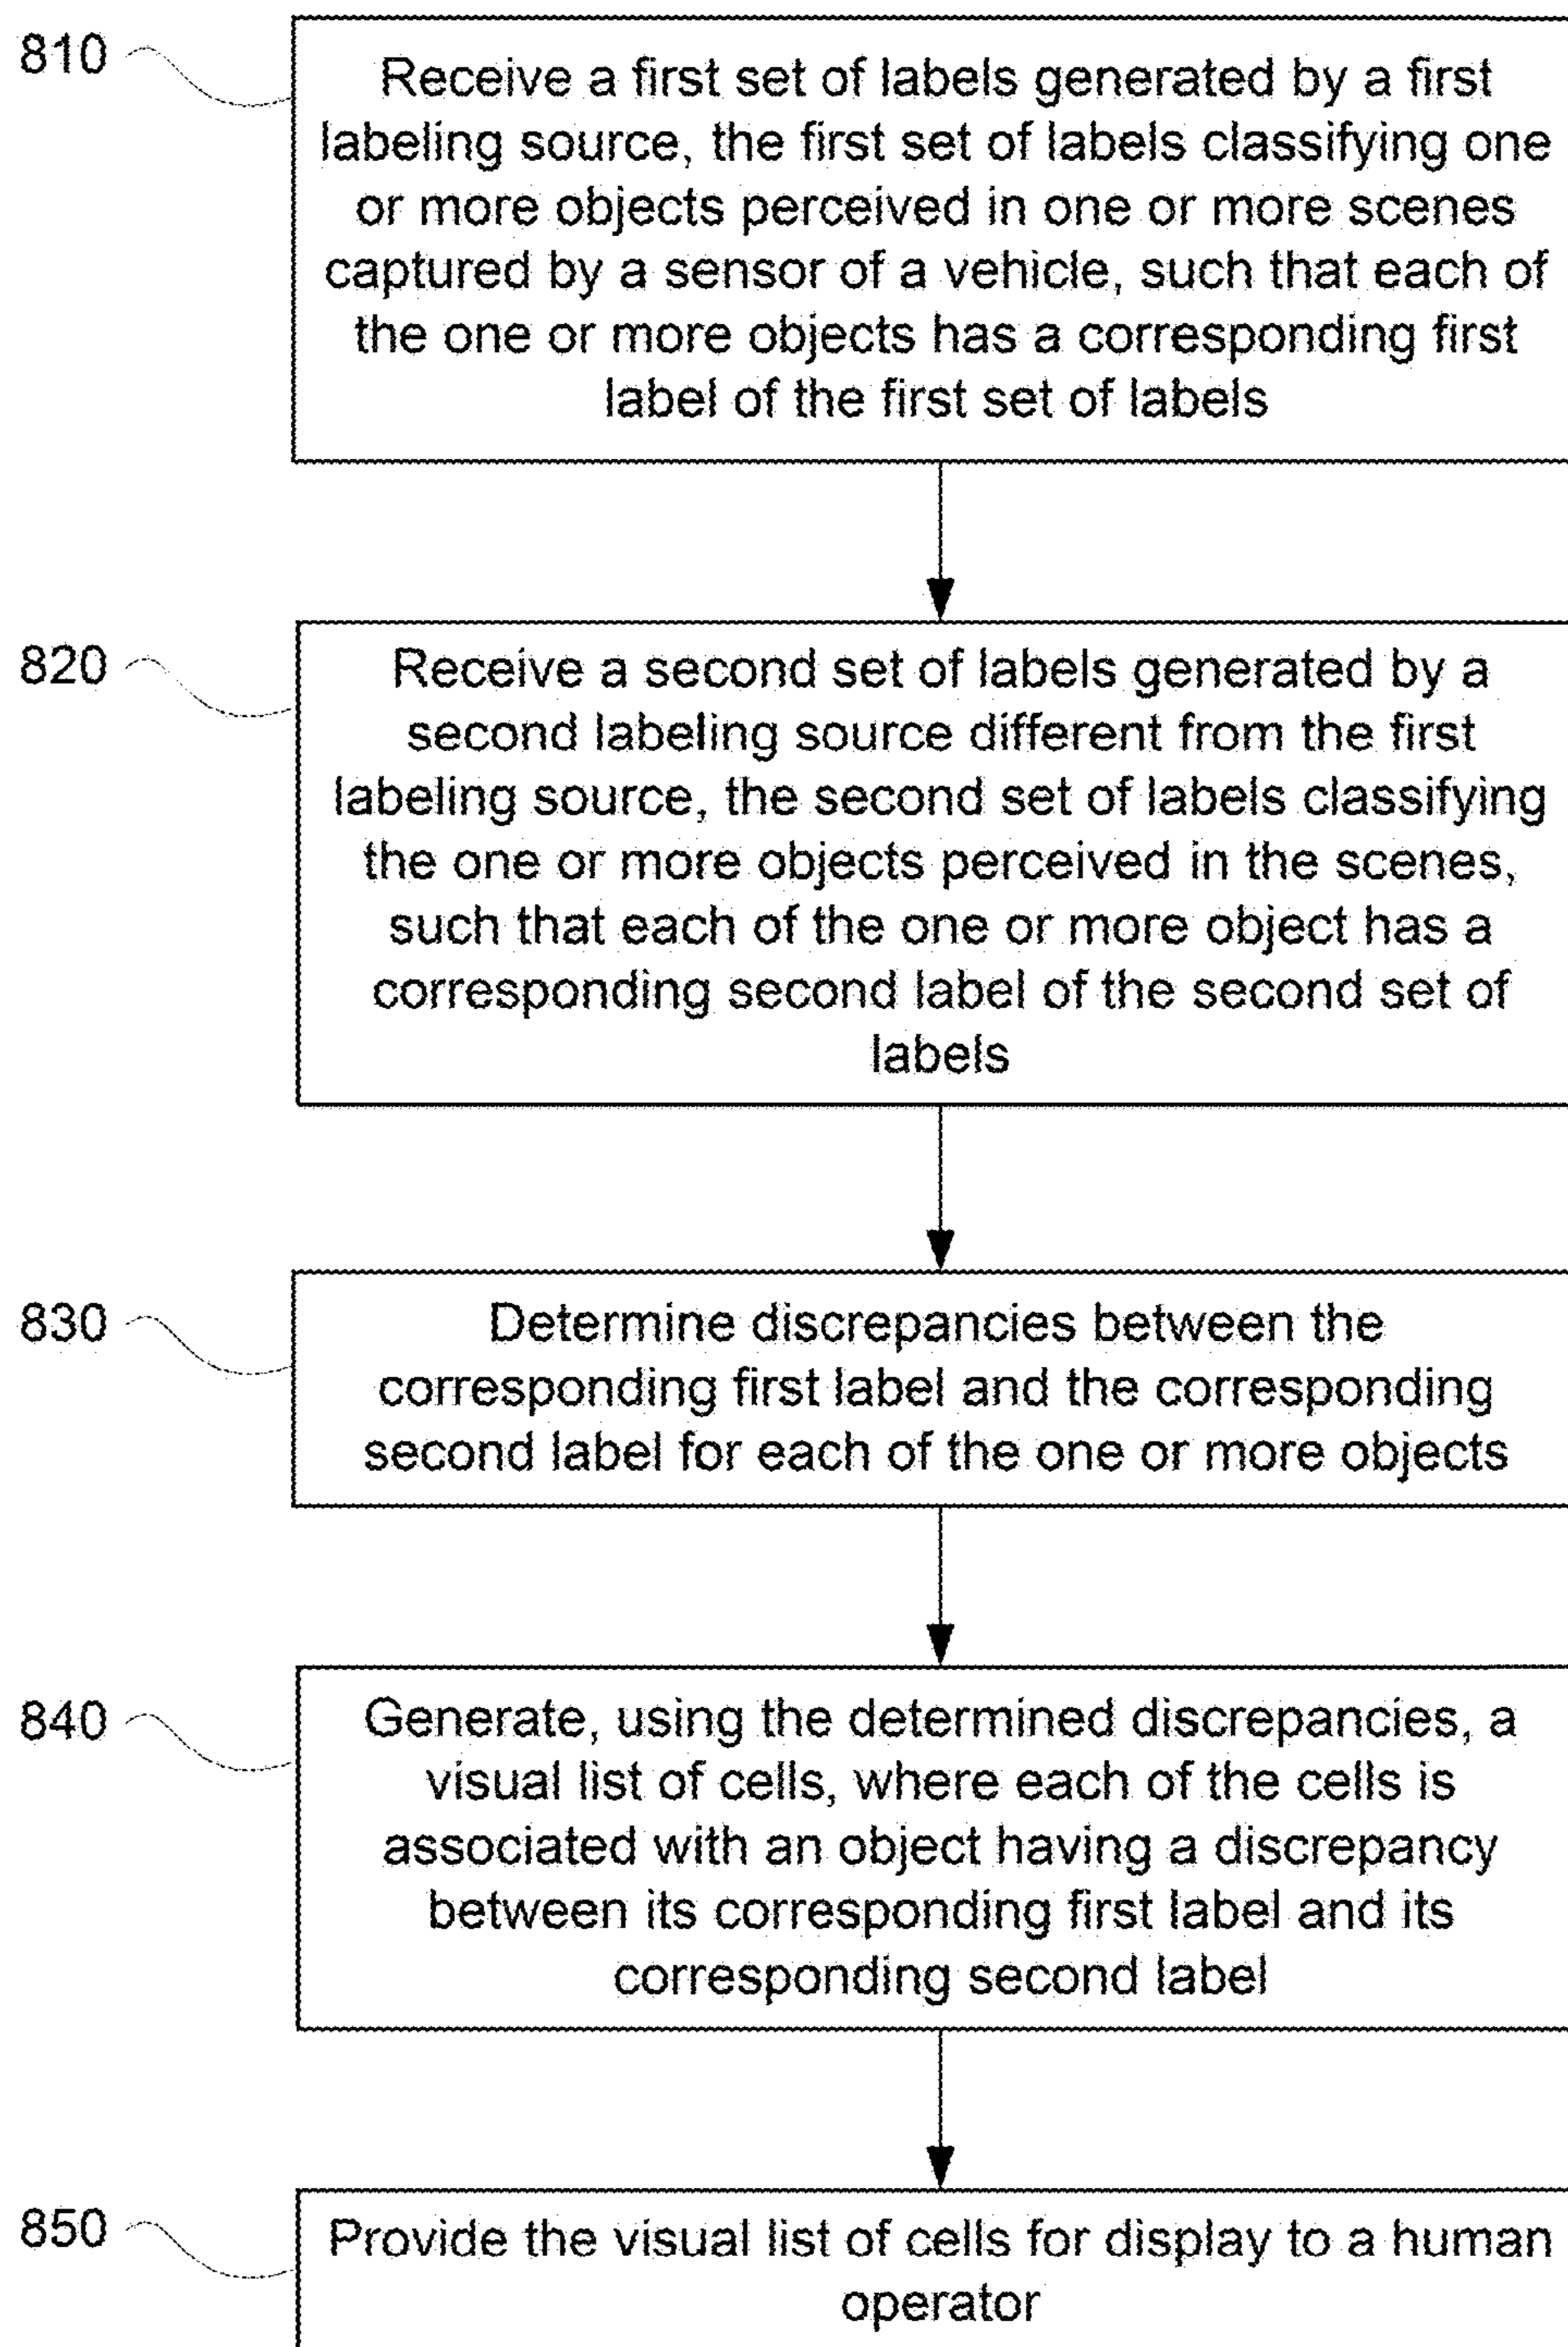 810
Receive a first set of labels generated by a first
labeling source, the first set of labels classifying one
or more objects perceived in one or more scenes
captured by a sensor of a vehicle, such that each of
the one or more objects has a corresponding first
label of the first set of labels
820
Receive a second set of labels generated by a
second labeling source different from the first
labeling source, the second set of labels classifying
the one or more objects perceived in the scenes,
such that each of the one or more object has a
corresponding second label of the second set of
labels
830
Determine discrepancies between the
corresponding first label and the corresponding
second label for each of the one or more objects
840
Generate, using the determined discrepancies, a
visual list of cells, where each of the cells is
associated with an object having a discrepancy
between its corresponding first label and its
corresponding second label
850
Provide the visual list of cells for display to a human
operator